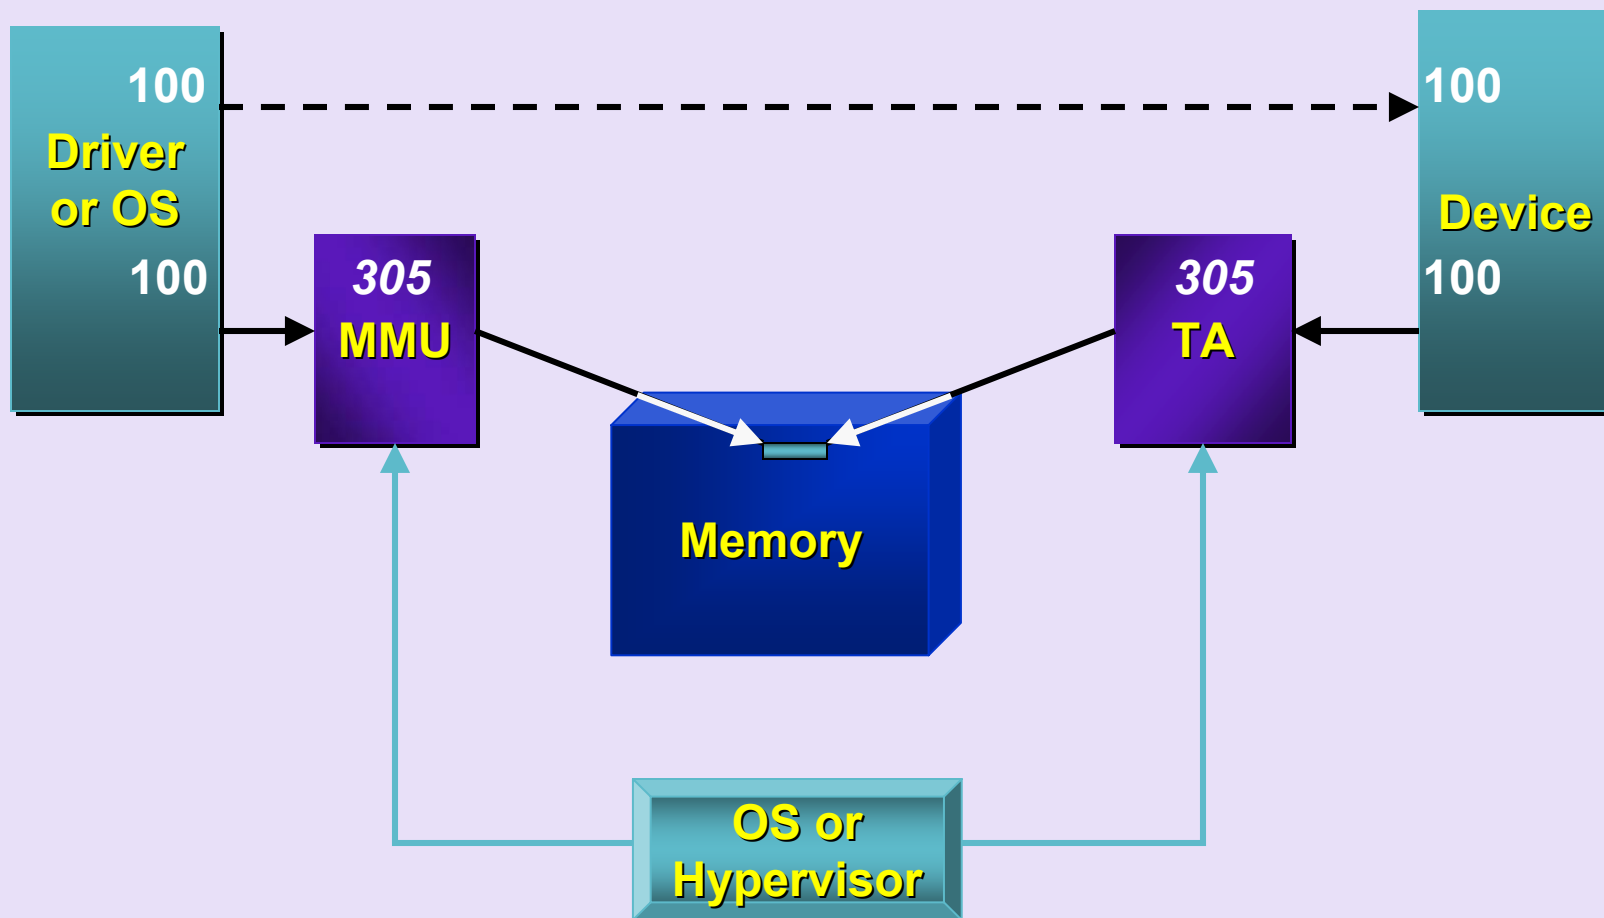 100
Driver
or OS
100
305
MMU
Memory
305
TA
100
Device
100
OS or
Hypervisor